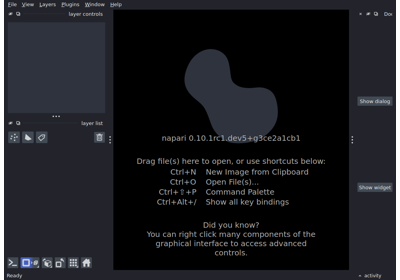 File View Layers Plugins Window Help
layer controls
Doc
layer list
Show dialog
napari 0.10.1rc1.dev5+g3ce2a1cb1
Drag file(s) here to open, or use shortcuts below:
Ctrl+N New Image from Clipboard
Ctrl+O Open File(s)...
Ctrl+⇧+P Command Palette
Ctrl+Alt+/ Show all key bindings
Show widget
Did you know?
You can right click many components of the
graphical interface to access advanced
controls.
Ready
activity